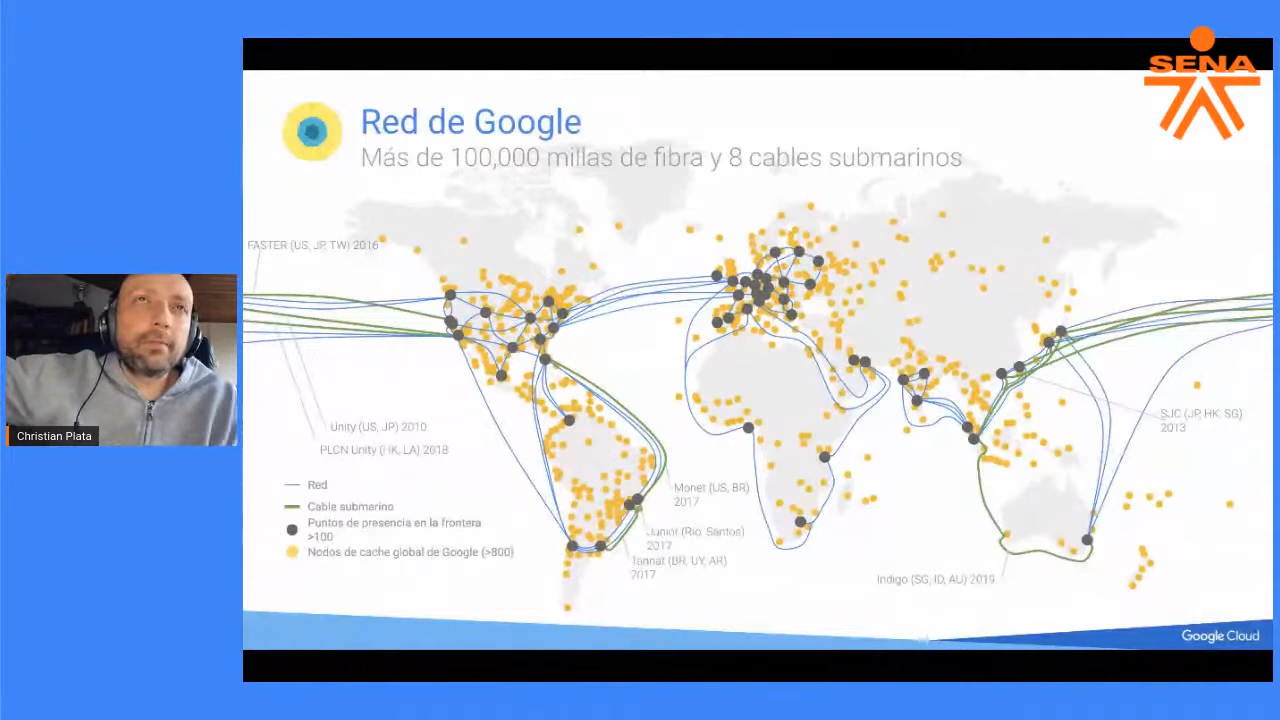 SENA
Red de Google
Más de 100,000 millas de fibra y 8 cables submarinos
FASTER (US, JP, TW) 2016
SJC (JP, HK, SG)
2013
Unity (US, JP) 2010
PLCN Unity (HK, LA) 2018
Christian Plata
Red
Cable submarino
Puntos de presencia en la frontera
>100
Nodos de cache global de Google (>800)
Monet (US, BR)
2017
Junior (Rio, Santos)
2017
Tannat (BR, UY, AR)
2017
Indigo (SG, ID, AU) 2019
Google Cloud